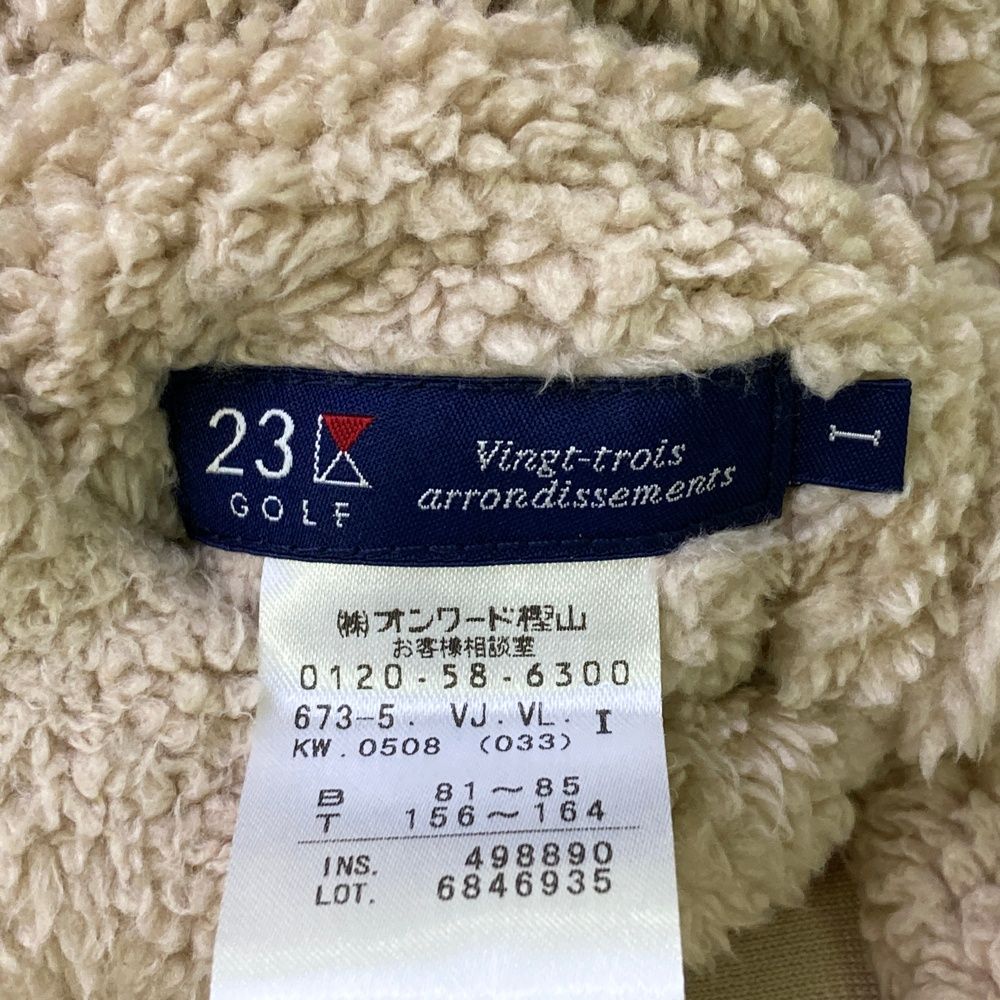 23
GOLF
Vingt-trois
arrondissements
I
㈱オンワード樫山
お客様相談室
0120-58-6300
673-5. VJ.VL. I
KW.0508 (033)
B 81～85
T 156～164
INS. 498890
LOT. 6846935